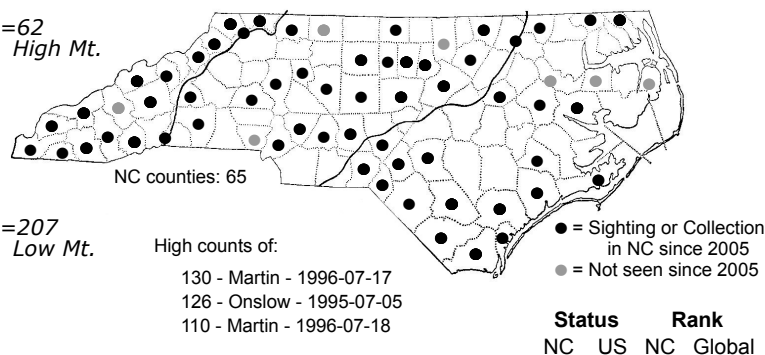 =62
High Mt.
NC counties: 65
=207
Low Mt.
High counts of:
130 - Martin - 1996-07-17
126 - Onslow - 1995-07-05
110 - Martin - 1996-07-18
= Sighting or Collection
in NC since 2005
= Not seen since 2005
Status Rank
NC US NC Global